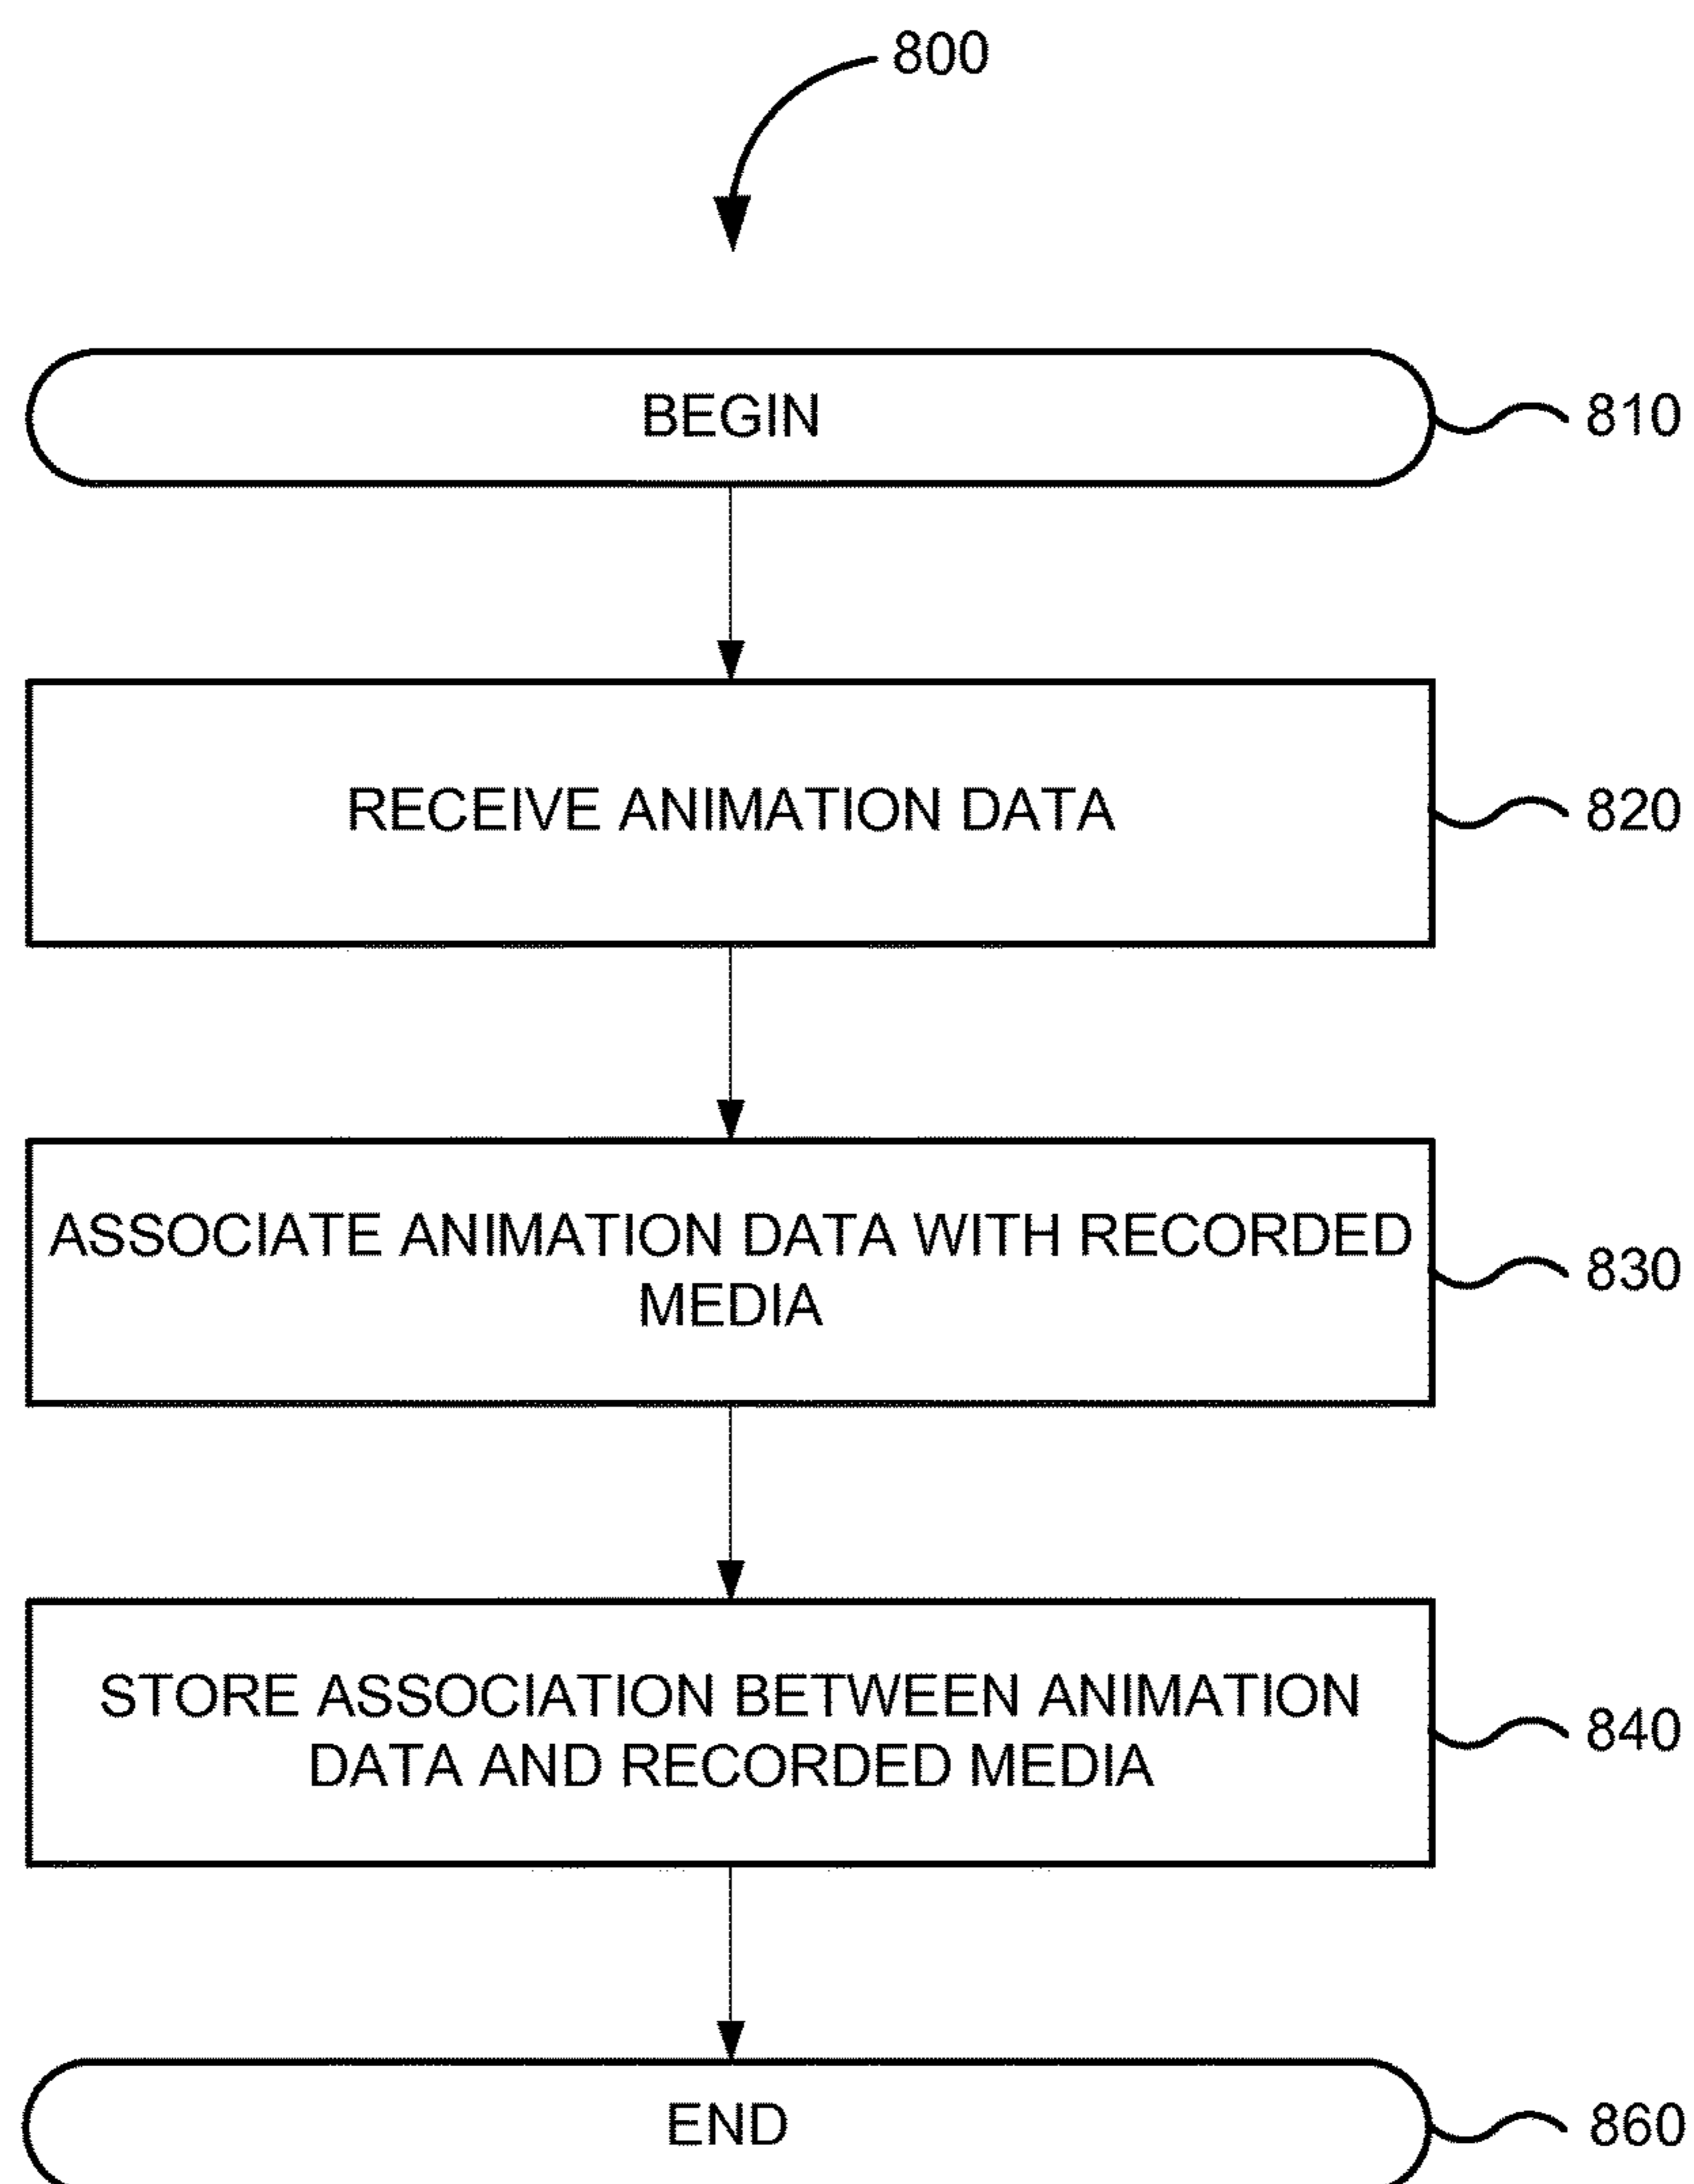 800
BEGIN
810
RECEIVE ANIMATION DATA
820
ASSOCIATE ANIMATION DATA WITH RECORDED
MEDIA
830
STORE ASSOCIATION BETWEEN ANIMATION
DATA AND RECORDED MEDIA
840
END
860